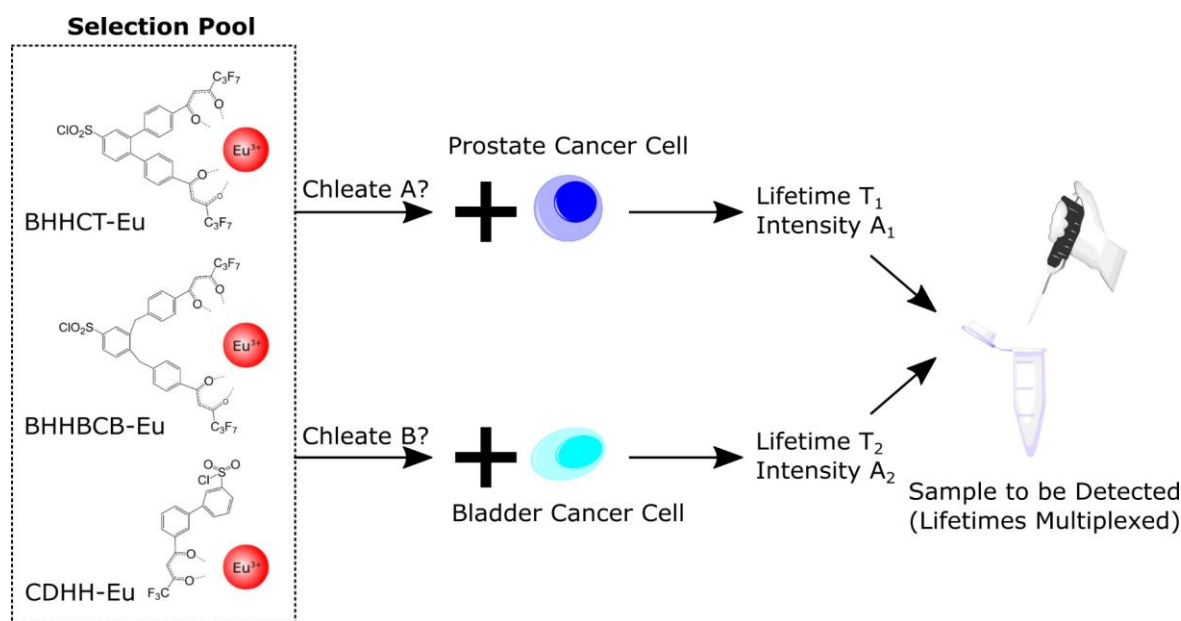 Selection Pool
C₃F₇
O
O
ClO₂S
Eu³⁺
O
O
C₃F₇
BHHCT-Eu
C₃F₇
O
O
ClO₂S
Eu³⁺
O
O
C₃F₇
BHHBCB-Eu
O O
S
Cl
O
O
F₃C
Eu³⁺
CDHH-Eu
Chleate A?
Prostate Cancer Cell
Lifetime T₁
Intensity A₁
Chleate B?
Bladder Cancer Cell
Lifetime T₂
Intensity A₂
Sample to be Detected
(Lifetimes Multiplexed)